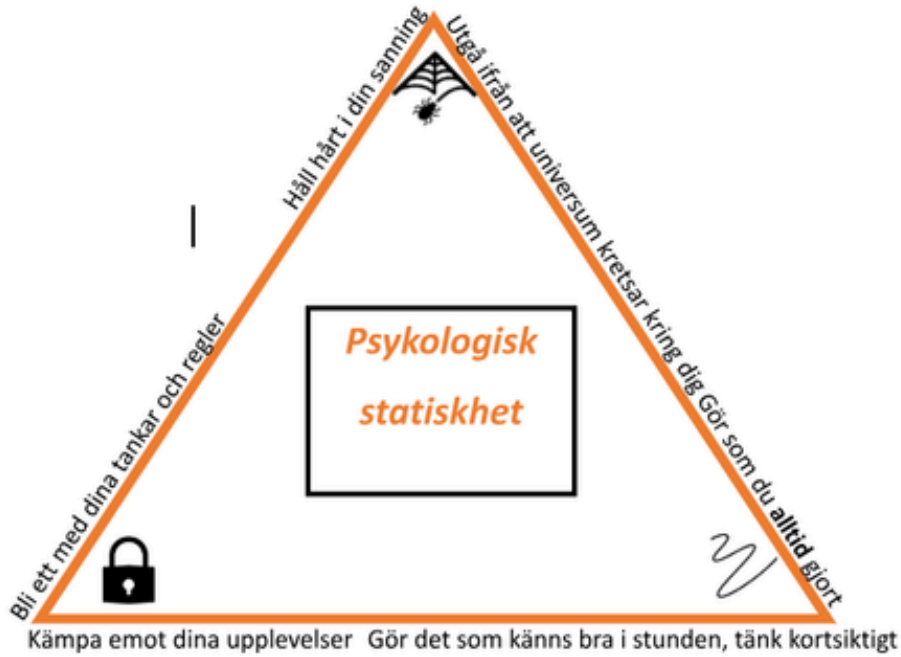 Håll hårt i din sanning
Utgå ifrån att universum kretsar kring dig Gör som du alltid gjort
Bli ett med dina tankar och regler
Psykologisk
statiskhet
Kämpa emot dina upplevelser Gör det som känns bra i stunden, tänk kortsiktigt